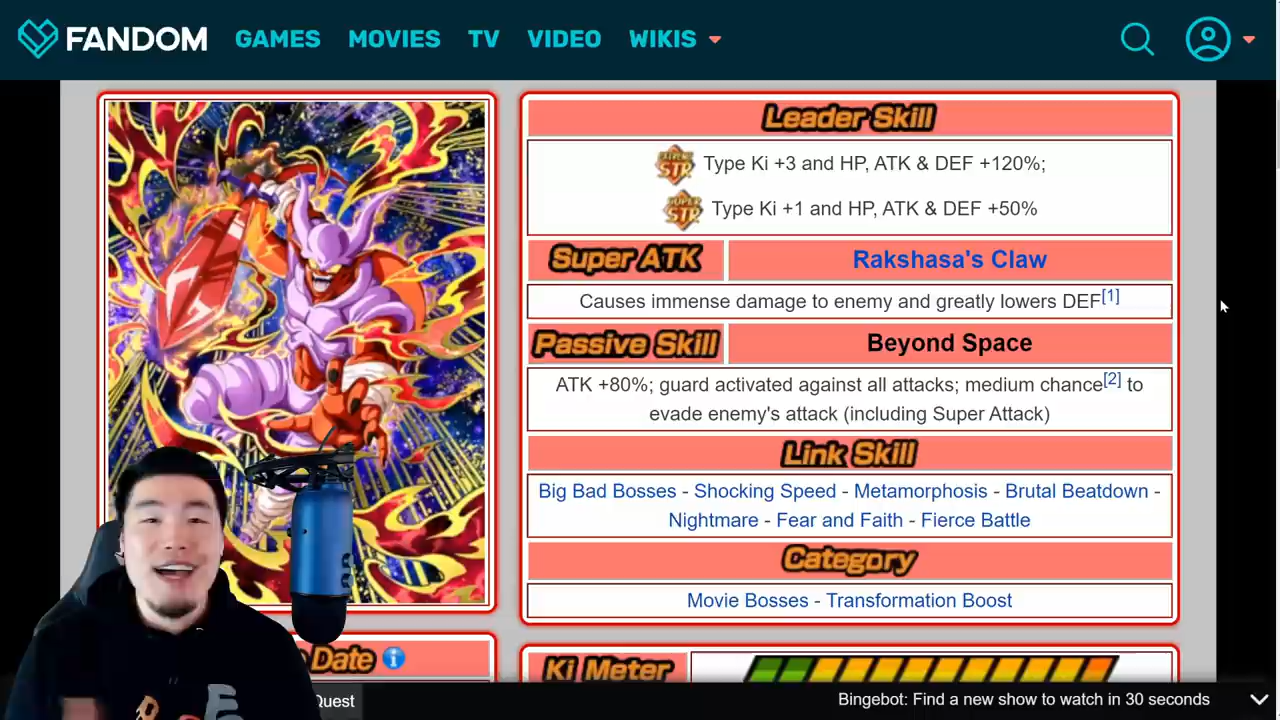 FANDOM GAMES MOVIES TV VIDEO WIKIS
Leader Skill
EXTREME STR Type Ki +3 and HP, ATK & DEF +120%;
SUPER STR Type Ki +1 and HP, ATK & DEF +50%
Super ATK Rakshasa's Claw
Causes immense damage to enemy and greatly lowers DEF[1]
Passive Skill Beyond Space
ATK +80%; guard activated against all attacks; medium chance[2] to
evade enemy's attack (including Super Attack)
Link Skill
Big Bad Bosses - Shocking Speed - Metamorphosis - Brutal Beatdown -
Nightmare - Fear and Faith - Fierce Battle
Category
Movie Bosses - Transformation Boost
Date
Ki Meter
Quest
Bingebot: Find a new show to watch in 30 seconds